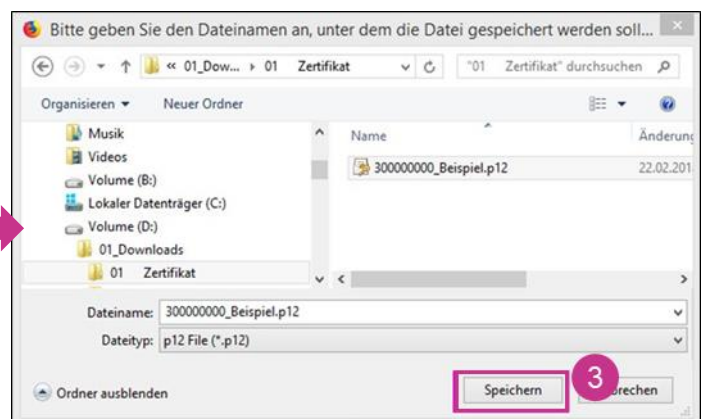 Bitte geben Sie den Dateinamen an, unter dem die Datei gespeichert werden soll...
« 01_Dow... 01 Zertifikat
"01 Zertifikat" durchsuchen
Organisieren Neuer Ordner
Musik
Videos
Volume (B:)
Lokaler Datenträger (C:)
Volume (D:)
01_Downloads
01 Zertifikat
Name Änderung
300000000_Beispiel.p12 22.02.201
Dateiname: 300000000_Beispiel.p12
Dateityp: p12 File (*.p12)
Ordner ausblenden
Speichern
3
rechen